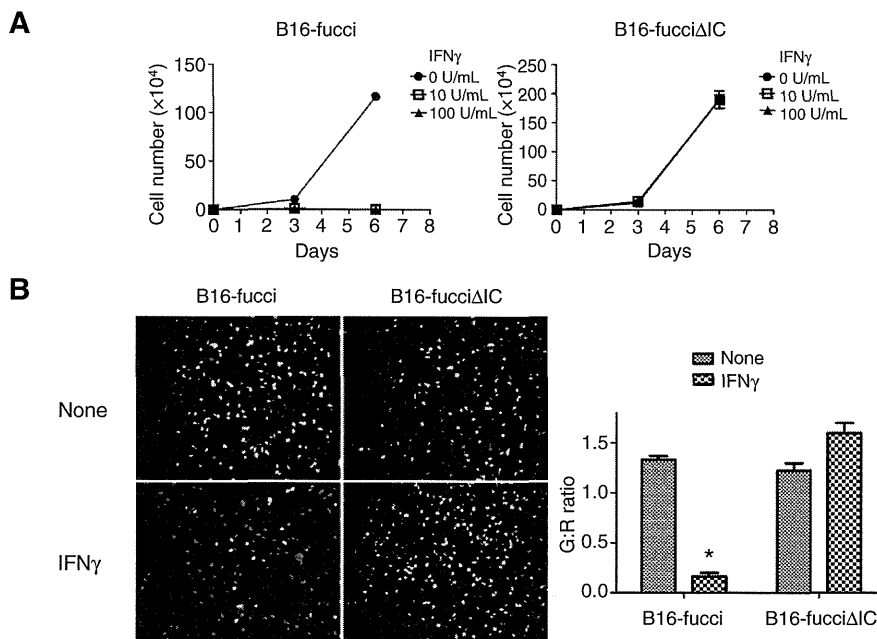 A
B16-fucci
B16-fucciΔIC
Cell number (×10⁴)
150
100
50
0
0 1 2 3 4 5 6 7 8
Days
IFNγ
0 U/mL
10 U/mL
100 U/mL
Cell number (×10⁴)
250
200
150
100
50
0
0 1 2 3 4 5 6 7 8
Days
IFNγ
0 U/mL
10 U/mL
100 U/mL
B
B16-fucci
B16-fucciΔIC
None
IFNγ
None
IFNγ
G:R ratio
1.5
1.0
0.5
0.0
*
B16-fucci
B16-fucciΔIC